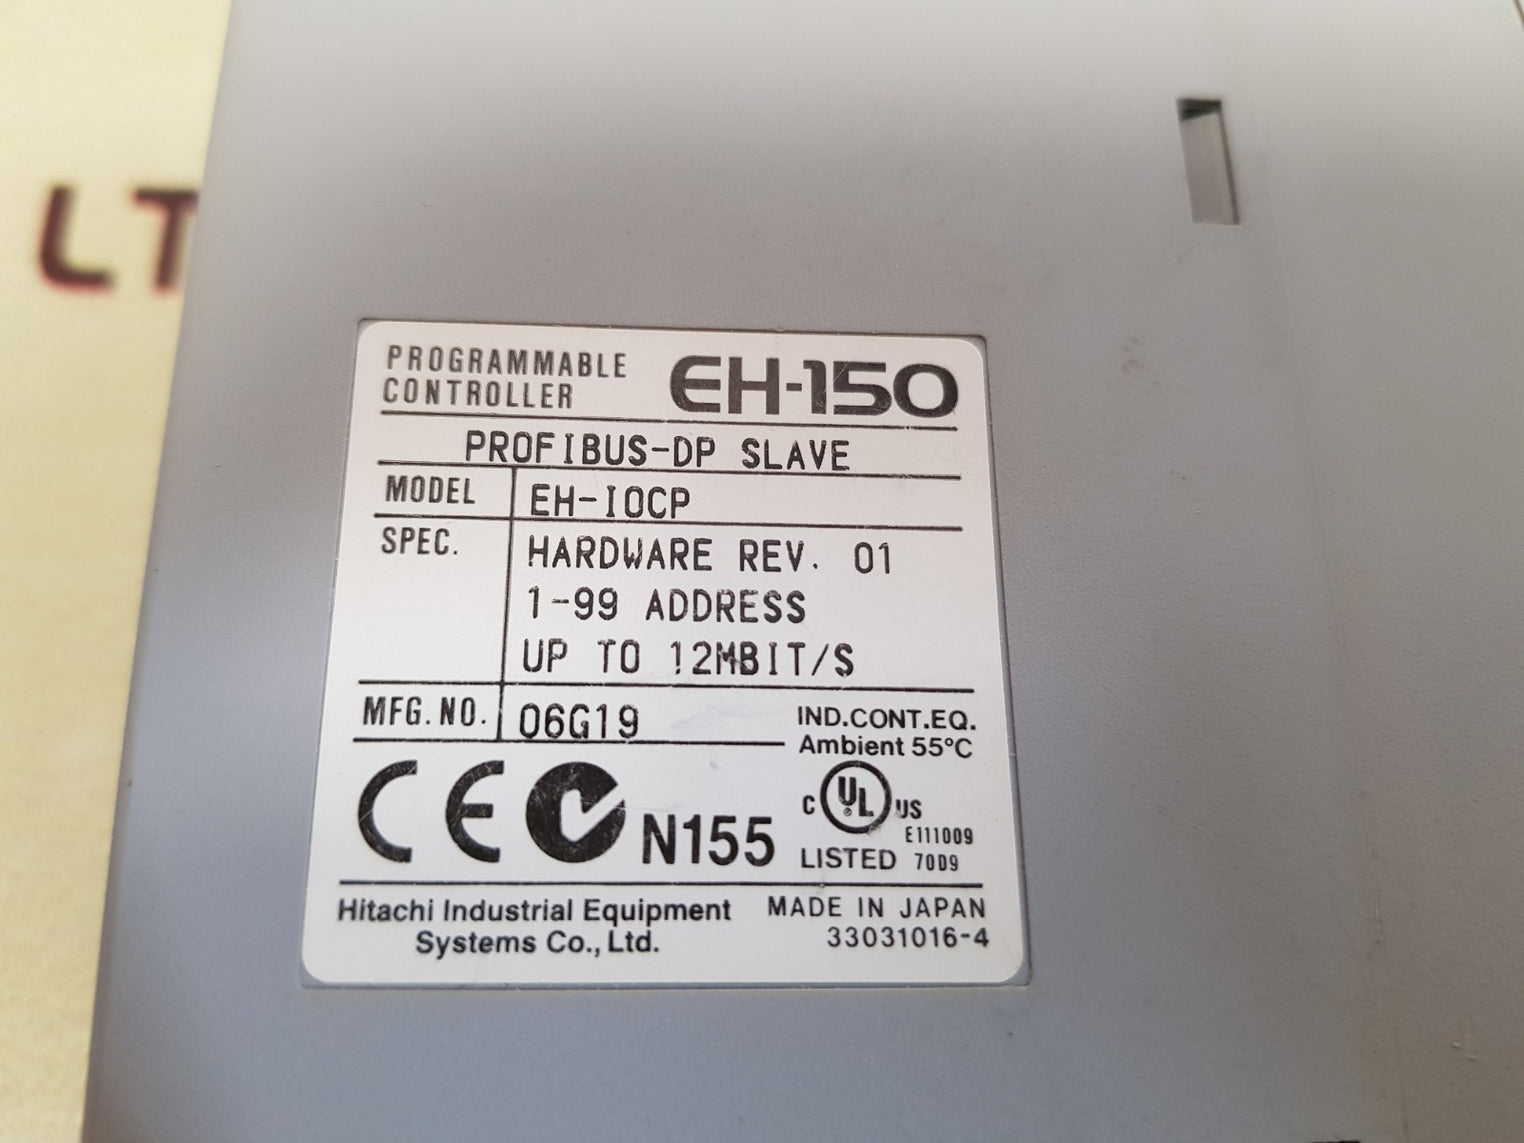 LT
PROGRAMMABLE
CONTROLLER
EH-150
PROFIBUS-DP SLAVE
MODEL EH-IOCP
SPEC. HARDWARE REV. 01
1-99 ADDRESS
UP TO 12MBIT/S
MFG.NO. 06G19
IND.CONT.EQ.
Ambient 55°C
CE N155
C UL US
E111009
LISTED 70D9
Hitachi Industrial Equipment
Systems Co., Ltd.
MADE IN JAPAN
33031016-4